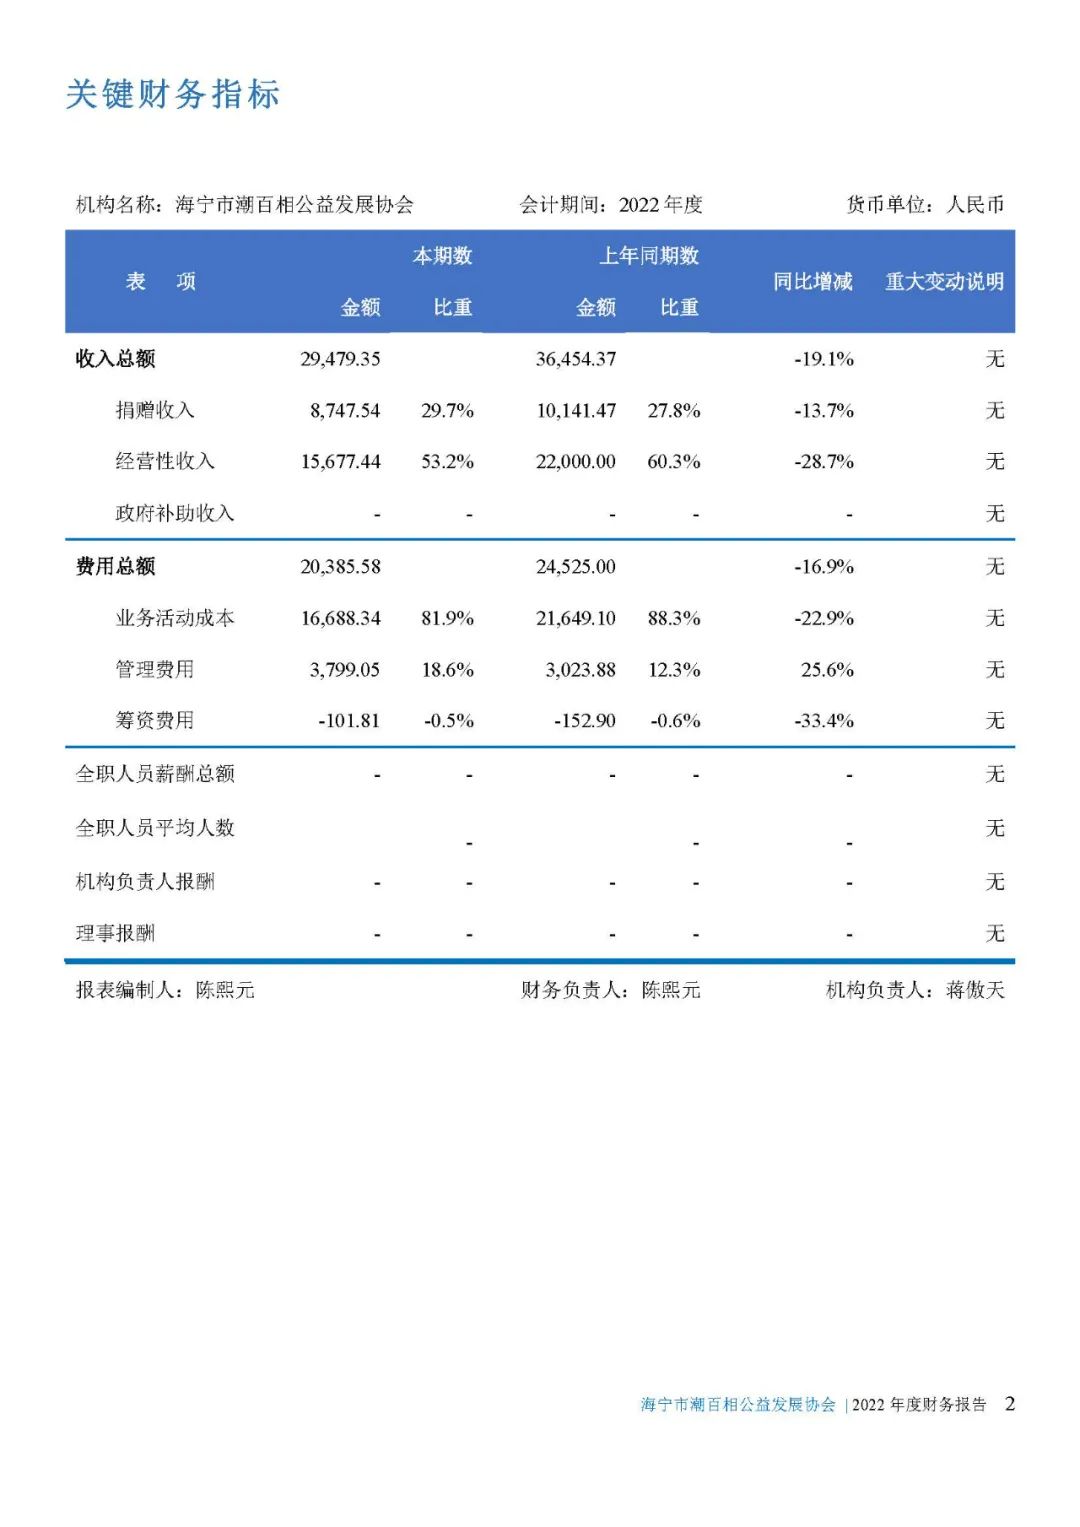 关键财务指标
机构名称：海宁市潮百相公益发展协会 会计期间：2022 年度 货币单位：人民币
本期数 上年同期数
表 项 同比增减 重大变动说明
金额 比重 金额 比重
收入总额 29,479.35 36,454.37 -19.1% 无
捐赠收入 8,747.54 29.7% 10,141.47 27.8% -13.7% 无
经营性收入 15,677.44 53.2% 22,000.00 60.3% -28.7% 无
政府补助收入 - - - - - 无
费用总额 20,385.58 24,525.00 -16.9% 无
业务活动成本 16,688.34 81.9% 21,649.10 88.3% -22.9% 无
管理费用 3,799.05 18.6% 3,023.88 12.3% 25.6% 无
筹资费用 -101.81 -0.5% -152.90 -0.6% -33.4% 无
全职人员薪酬总额 - - - - - 无
全职人员平均人数 - - - 无
机构负责人报酬 - - - - - 无
理事报酬 - - - - - 无
报表编制人：陈熙元 财务负责人：陈熙元 机构负责人：蒋傲天
海宁市潮百相公益发展协会 | 2022 年度财务报告 2